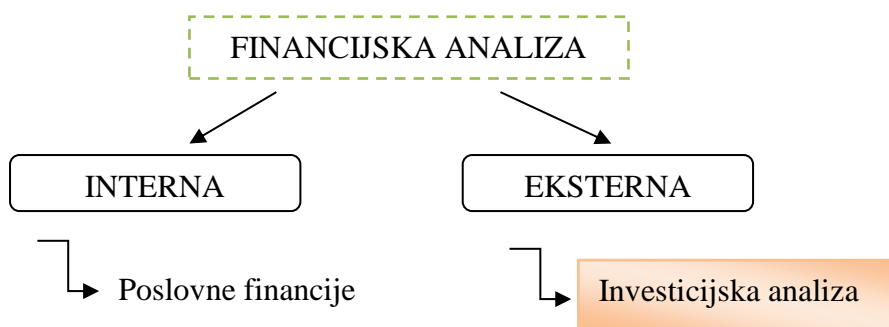 FINANCIJSKA ANALIZA
INTERNA
EKSTERNA
Poslovne financije
Investicijska analiza